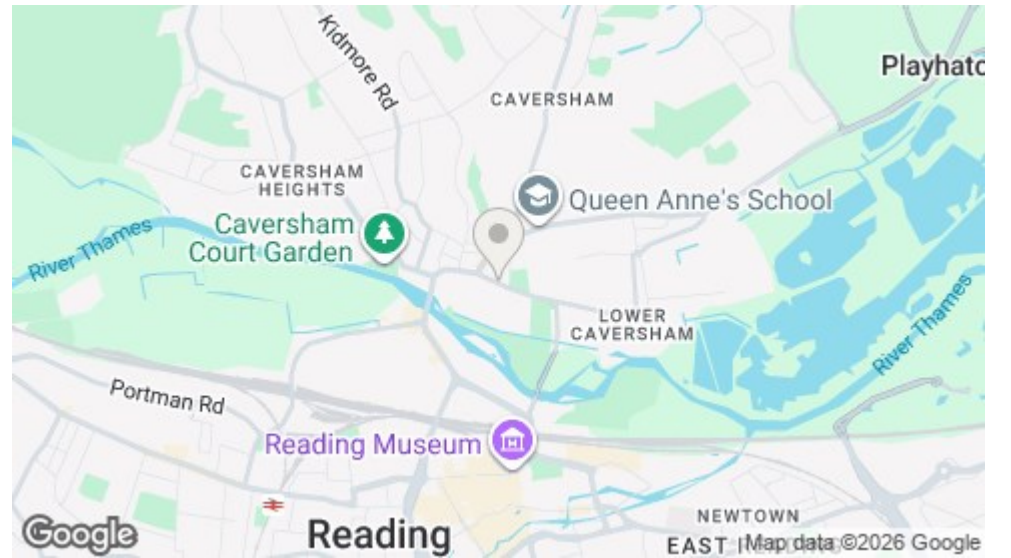 Kidmore Rd
Playhatc
CAVERSHAM
CAVERSHAM
HEIGHTS
Queen Anne's School
Caversham
Court Garden
River Thames
LOWER
CAVERSHAM
River Thames
Portman Rd
Reading Museum
NEWTOWN
Google
Reading
EAST
Map data ©2026 Google